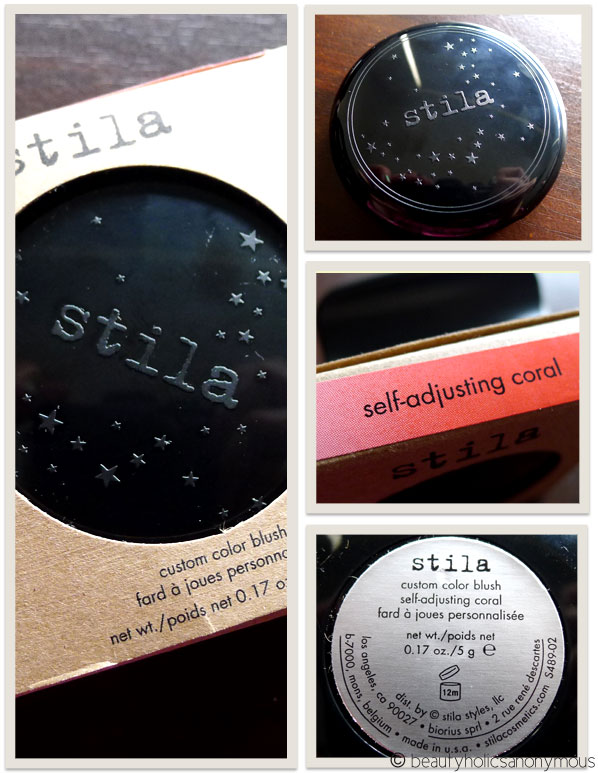 stila
stila
custom color blush
fard à joues
net wt./poids net 0.17
stila
self-adjusting coral
stila
stila
custom color blush
self-adjusting coral
fard à joues personnalisée
net wt./poids net
0.17 oz./5 g ℮
12m
dist. by © stila styles, llc
los angeles, ca 90027 • biorius sprl • 2 rue rené descartes
b-7000 mons, belgium • made in u.s.a. • stilacosmetics.com S489-02
© beautyholicsanonymous